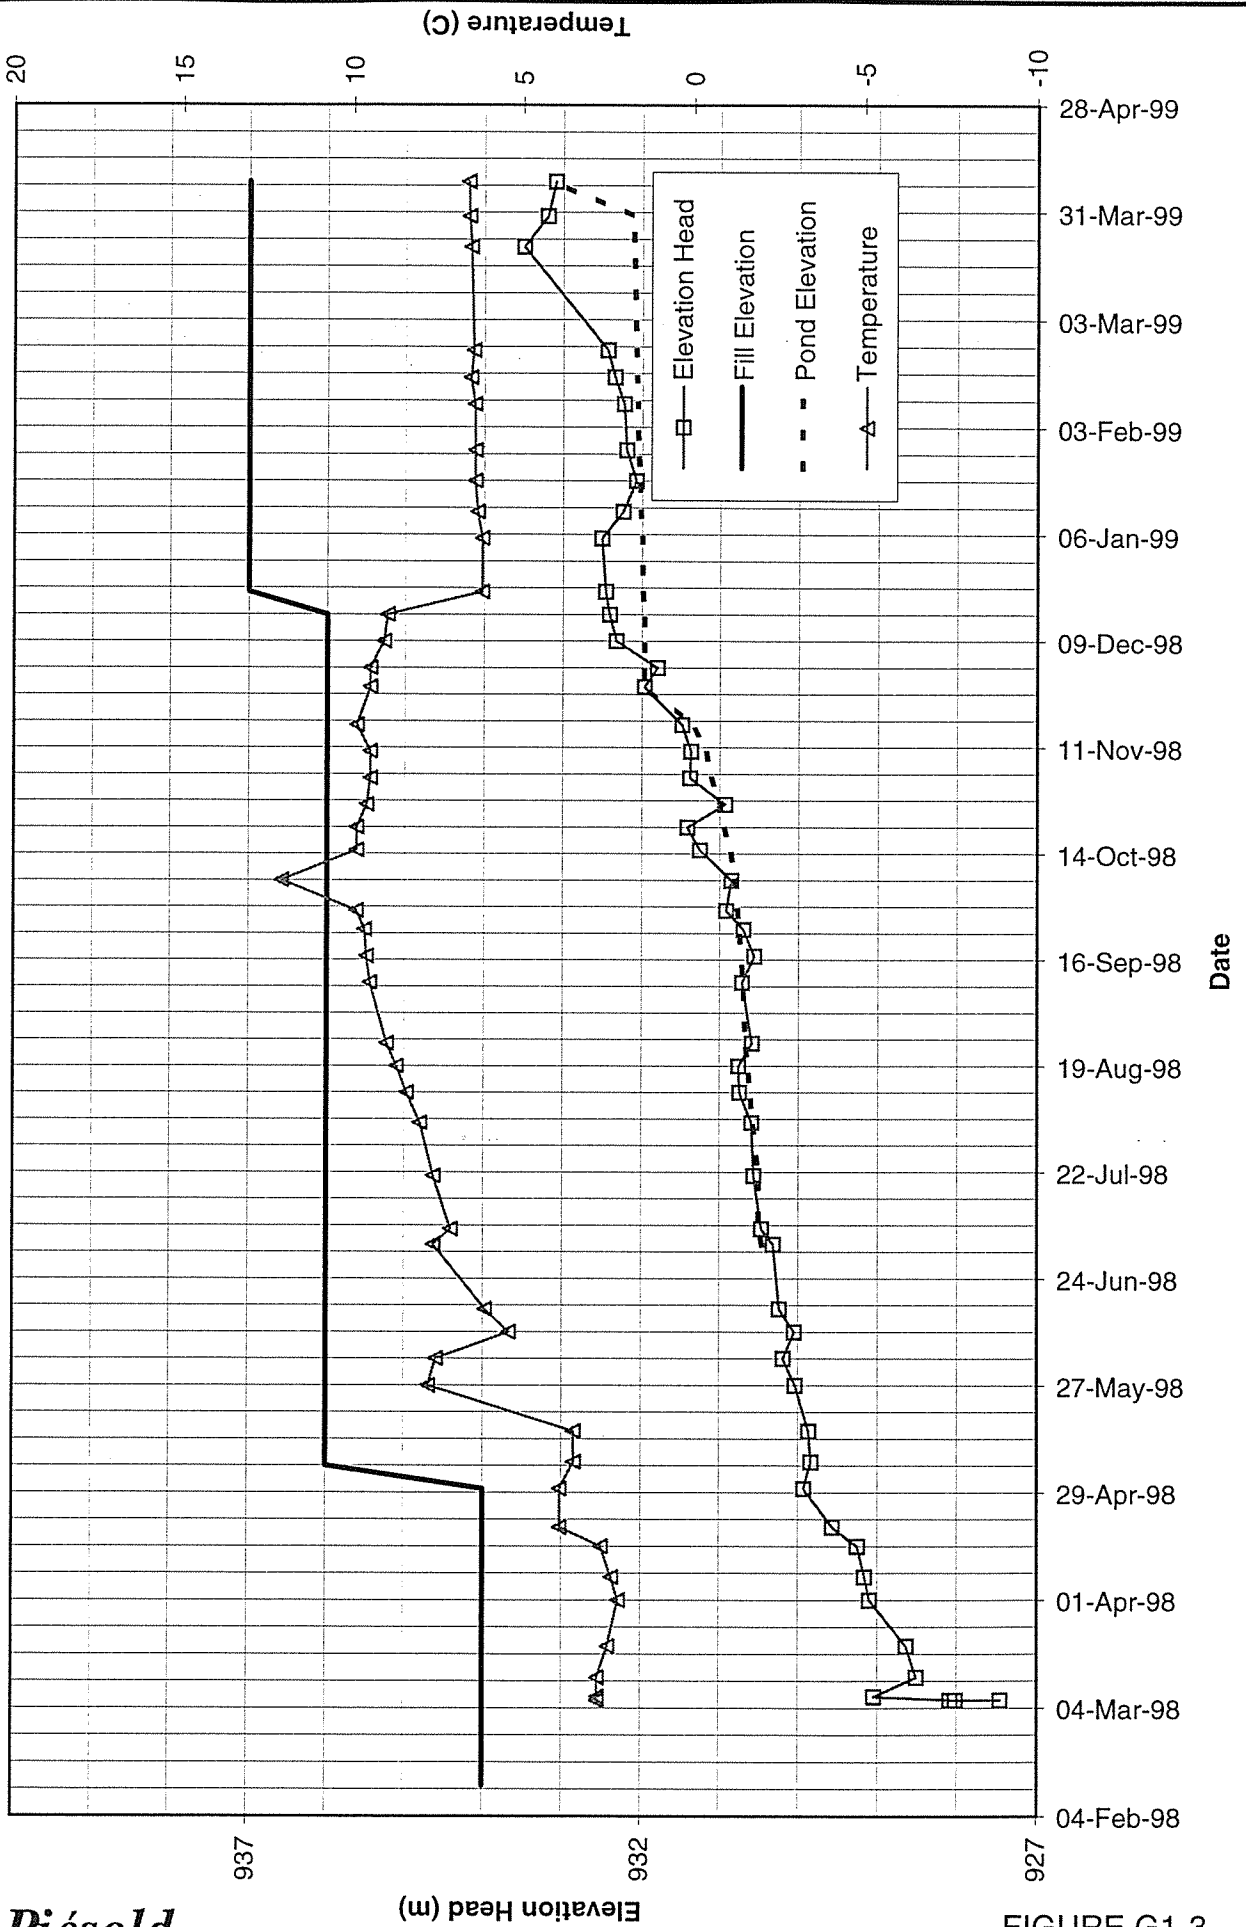 Temperature (C)
20
15
10
5
0
-5
-10
28-Apr-99
31-Mar-99
03-Mar-99
03-Feb-99
06-Jan-99
09-Dec-98
11-Nov-98
14-Oct-98
16-Sep-98
19-Aug-98
22-Jul-98
24-Jun-98
27-May-98
29-Apr-98
01-Apr-98
04-Mar-98
04-Feb-98
Date
Elevation Head
Fill Elevation
Pond Elevation
Temperature
937
932
927
Elevation Head (m)
Piésold